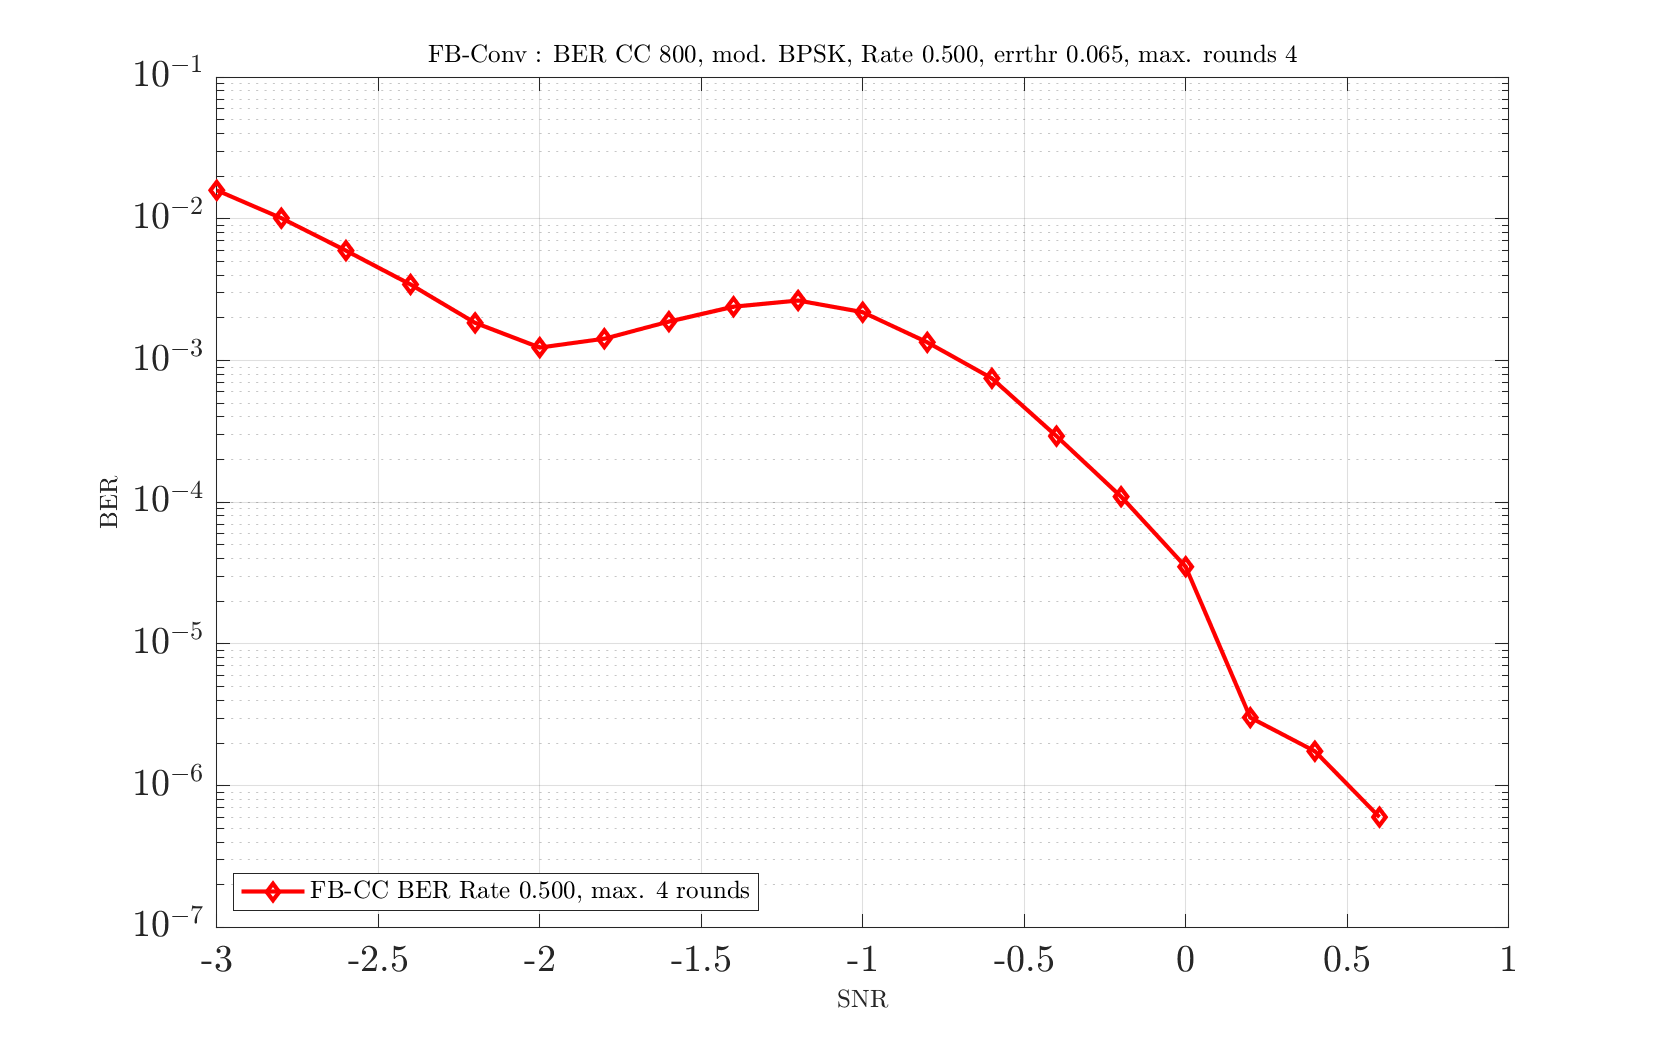 FB-Conv : BER CC 800, mod. BPSK, Rate 0.500, errthr 0.065, max. rounds 4
10^{-1}
10^{-2}
10^{-3}
10^{-4}
10^{-5}
10^{-6}
10^{-7}
BER
FB-CC BER Rate 0.500, max. 4 rounds
-3 -2.5 -2 -1.5 -1 -0.5 0 0.5 1
SNR